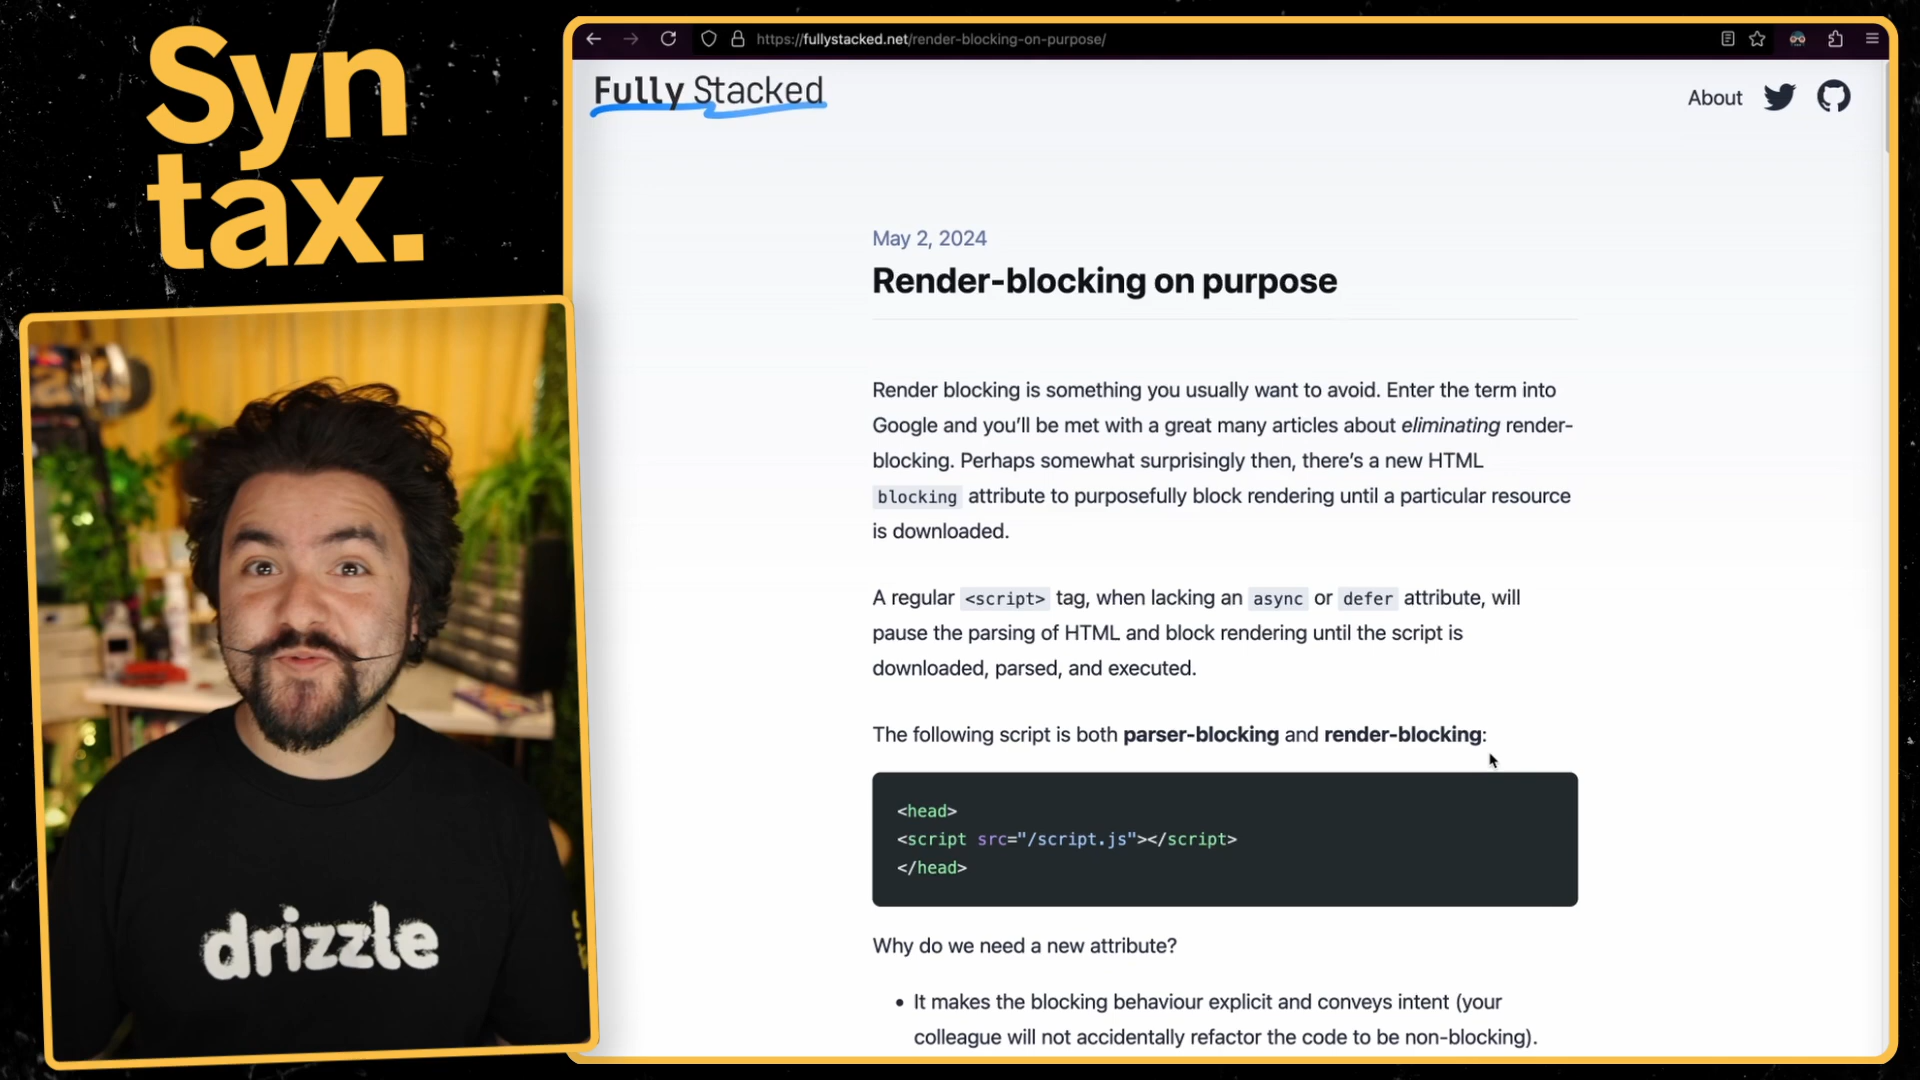 Syn
tax.
drizzle
https://fullystacked.net/render-blocking-on-purpose/
Fully Stacked
About
May 2, 2024
Render-blocking on purpose
Render blocking is something you usually want to avoid. Enter the term into
Google and you’ll be met with a great many articles about eliminating render-
blocking. Perhaps somewhat surprisingly then, there’s a new HTML
blocking attribute to purposefully block rendering until a particular resource
is downloaded.
A regular <script> tag, when lacking an async or defer attribute, will
pause the parsing of HTML and block rendering until the script is
downloaded, parsed, and executed.
The following script is both parser-blocking and render-blocking:
<head>
<script src="/script.js"></script>
</head>
Why do we need a new attribute?
• It makes the blocking behaviour explicit and conveys intent (your
colleague will not accidentally refactor the code to be non-blocking).